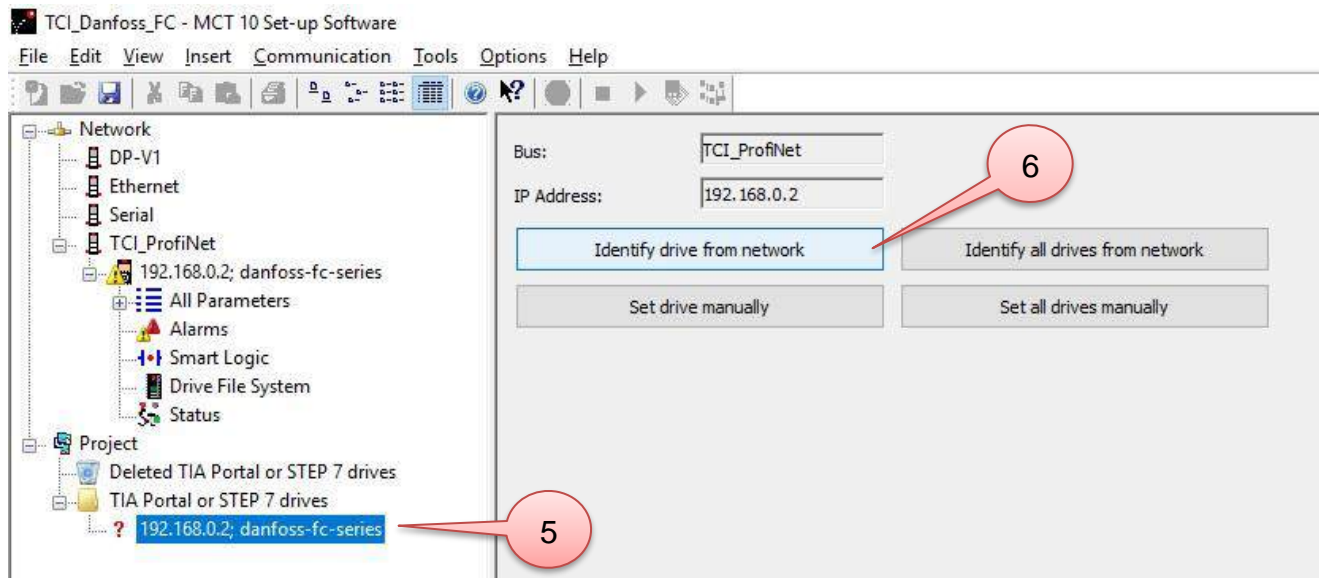 TCI_Danfoss_FC - MCT 10 Set-up Software
File Edit View Insert Communication Tools Options Help
Network
DP-V1
Ethernet
Serial
TCI_ProfiNet
192.168.0.2; danfoss-fc-series
All Parameters
Alarms
Smart Logic
Drive File System
Status
Project
Deleted TIA Portal or STEP 7 drives
TIA Portal or STEP 7 drives
? 192.168.0.2; danfoss-fc-series
5
Bus: TCI_ProfiNet
IP Address: 192.168.0.2
6
Identify drive from network Identify all drives from network
Set drive manually Set all drives manually